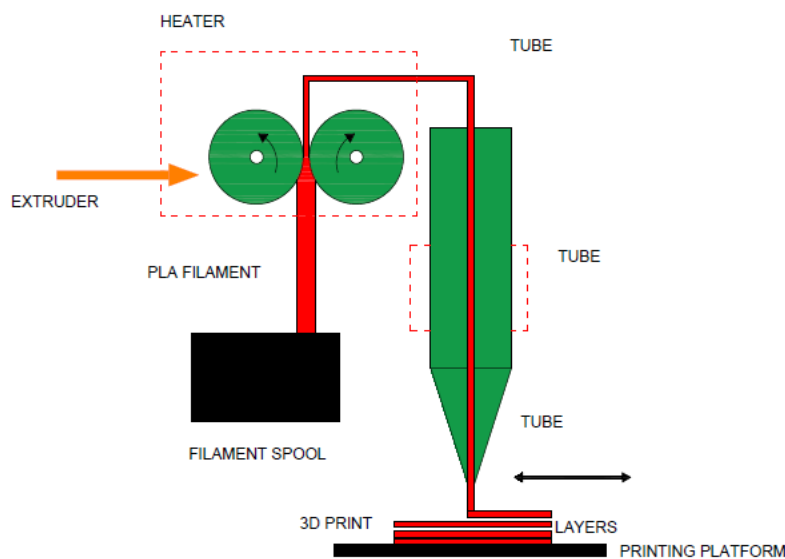 HEATER
TUBE
EXTRUDER
PLA FILAMENT
TUBE
TUBE
FILAMENT SPOOL
3D PRINT
LAYERS
PRINTING PLATFORM